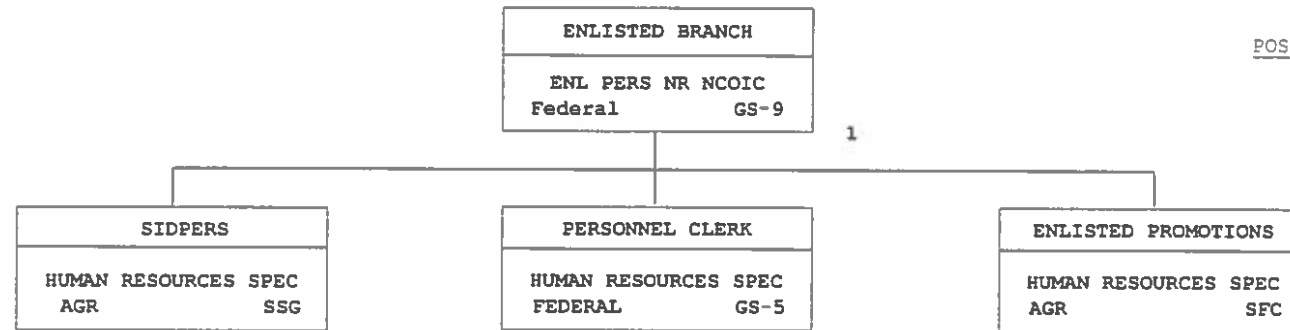 ENLISTED BRANCH
POS
ENL PERS NR NCOIC
Federal GS-9
1
SIDPERS
HUMAN RESOURCES SPEC
AGR SSG
PERSONNEL CLERK
HUMAN RESOURCES SPEC
FEDERAL GS-5
ENLISTED PROMOTIONS
HUMAN RESOURCES SPEC
AGR SFC